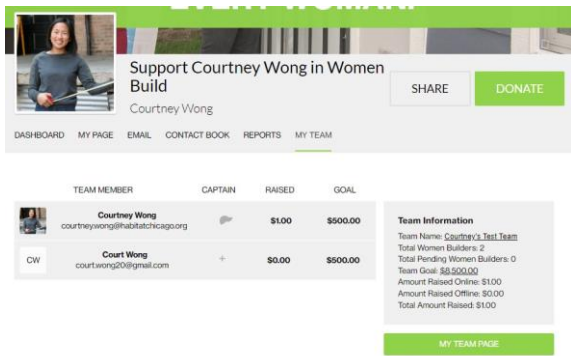 Support Courtney Wong in Women
Build
Courtney Wong
SHARE
DONATE
DASHBOARD MY PAGE EMAIL CONTACT BOOK REPORTS MY TEAM
TEAM MEMBER CAPTAIN RAISED GOAL
Courtney Wong
courtney.wong@habitatchicago.org
$1.00 $500.00
CW
Court Wong
court.wong20@gmail.com
+ $0.00 $500.00
Team Information
Team Name: Courtney's Test Team
Total Women Builders: 2
Total Pending Women Builders: 0
Team Goal: $8,500.00
Amount Raised Online: $1.00
Amount Raised Offline: $0.00
Total Amount Raised: $1.00
MY TEAM PAGE